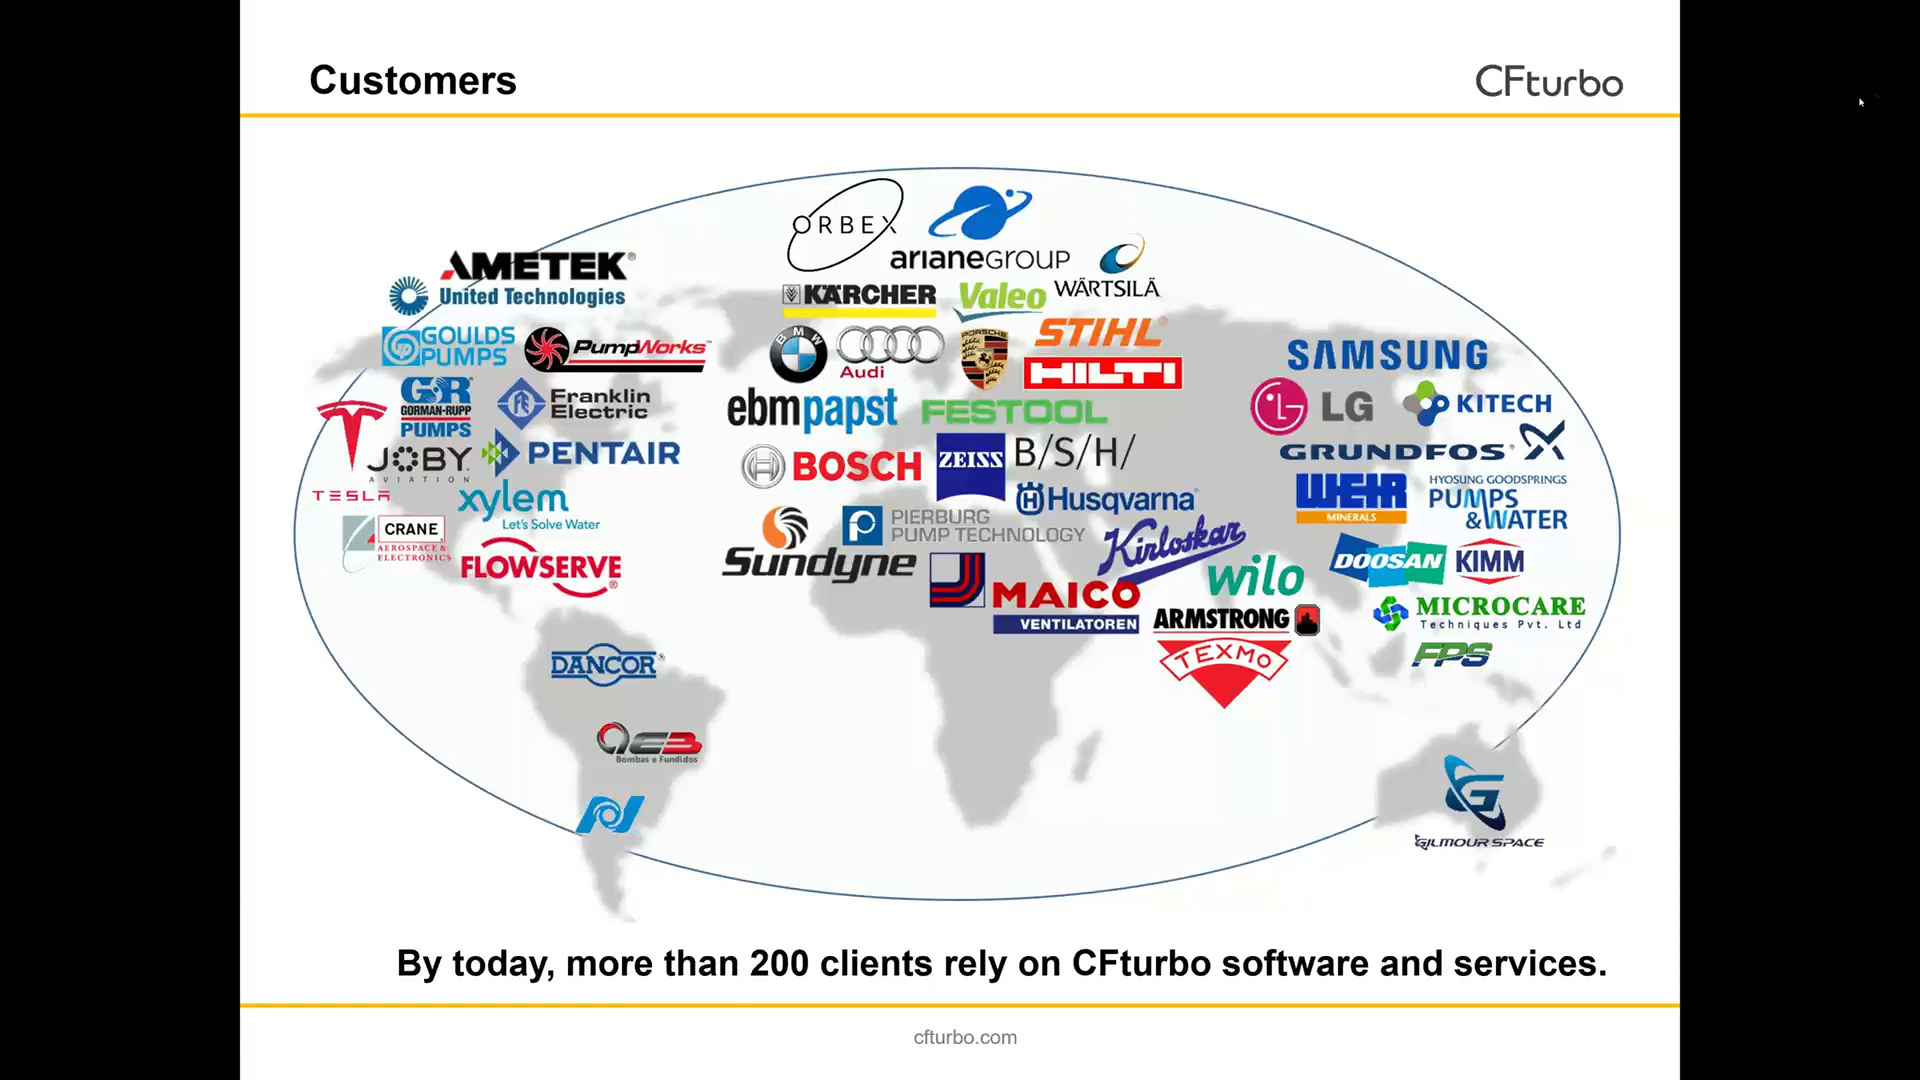 Customers
CFturbo
ORBEX
arianeGROUP
WÄRTSILÄ
AMETEK®
United Technologies
KÄRCHER
Valeo
GOULDS
PUMPS
PumpWorks
BMW
Audi
PORSCHE
STIHL®
HILTI
SAMSUNG
GR
GORMAN-RUPP
PUMPS
Franklin
Electric
ebmpapst
FESTOOL
LG
KITECH
TESLA
JOBY
AVIATION
PENTAIR
BOSCH
ZEISS
B/S/H/
GRUNDFOS
xylem
Let's Solve Water
Husqvarna
WEIR
MINERALS
HYOSUNG GOODSPRINGS
PUMPS
&WATER
CRANE
AEROSPACE &
ELECTRONICS
FLOWSERVE®
Sundyne
PIERBURG
PUMP TECHNOLOGY
Kirloskar
wilo
DOOSAN
KIMM
MAICO
VENTILATOREN
ARMSTRONG
TEXMO
MICROCARE
Techniques Pvt. Ltd
FPS
DANCOR®
Bombas e Fundidos
GILMOUR SPACE
By today, more than 200 clients rely on CFturbo software and services.
cfturbo.com